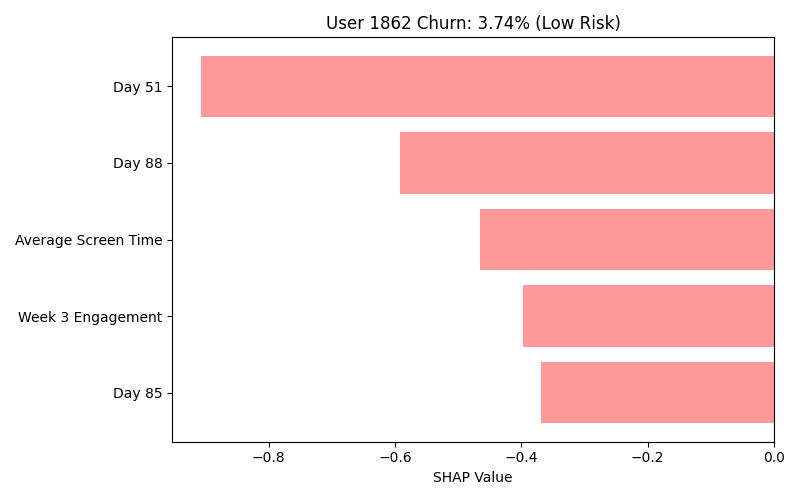 User 1862 Churn: 3.74% (Low Risk)
Day 51
Day 88
Average Screen Time
Week 3 Engagement
Day 85
−0.8 −0.6 −0.4 −0.2 0.0
SHAP Value